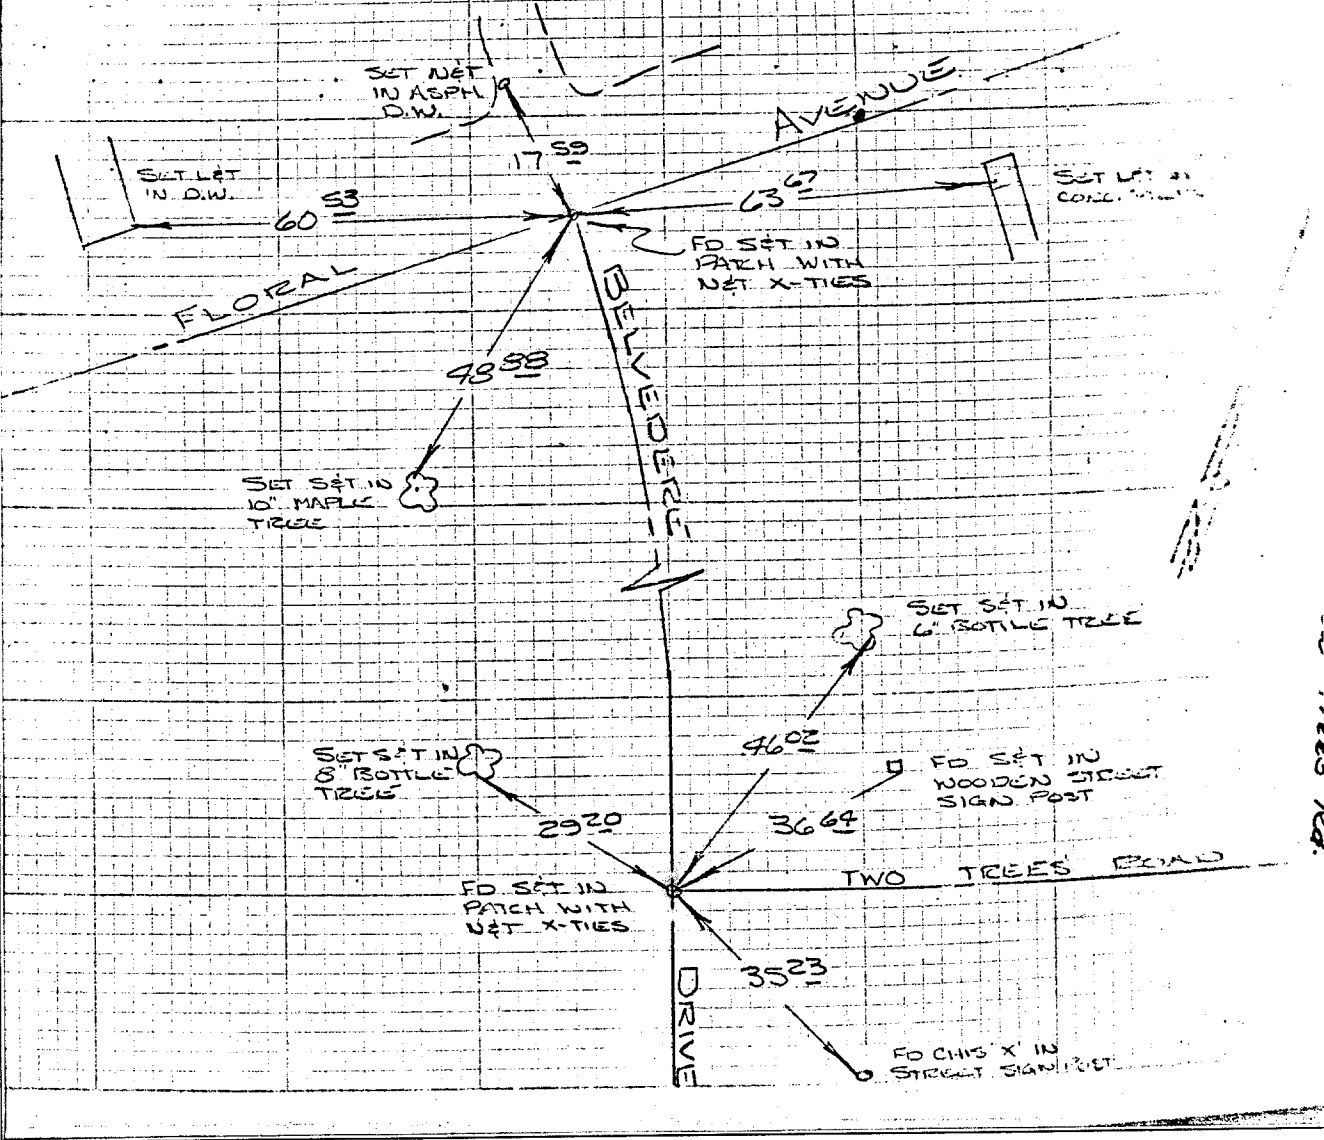 SET N&T
IN ASPH.
D.W.
AVENUE
17 59
SET L&T
IN D.W.
60 53
63 67
SET L&T IN
CONC.
FD S&T IN
PATCH WITH
N&T X-TIES
FLORAL
BELVEDERE
48 88
SET S&T IN
10" MAPLE
TREE
SET S&T IN
6" BOTTLE TREE
46 02
SET S&T IN
8" BOTTLE
TREE
FD S&T IN
WOODEN STREET
SIGN POST
29 20
36 64
TWO TREES ROAD
FD S&T IN
PATCH WITH
N&T X-TIES
35 23
DRIVE
FD CHIS 'X' IN
STREET SIGN POST
Trees Rd.